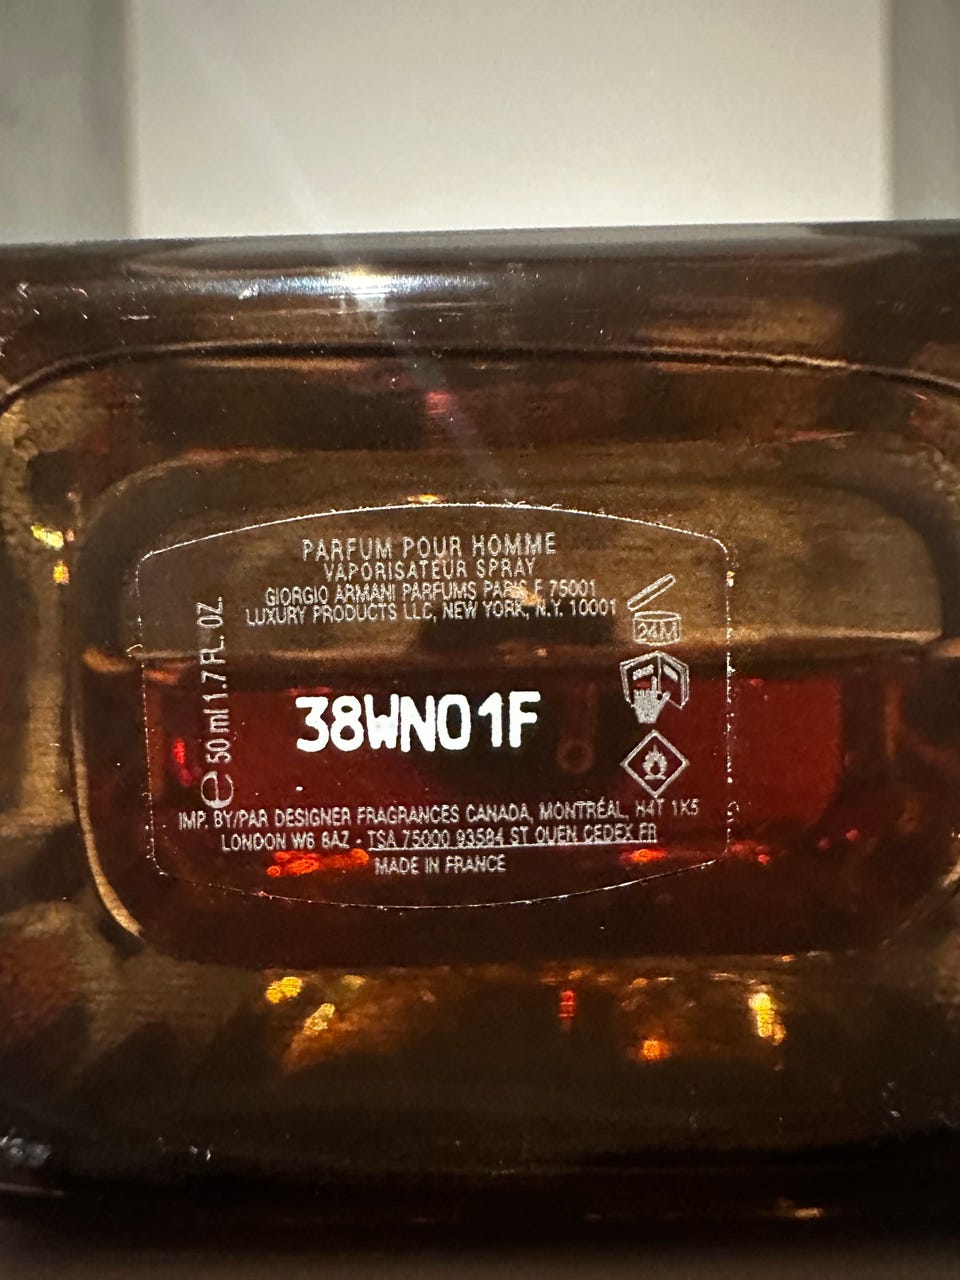 PARFUM POUR HOMME
VAPORISATEUR SPRAY
GIORGIO ARMANI PARFUMS PARIS F 75001
LUXURY PRODUCTS LLC, NEW YORK, N.Y. 10001
24M
e 50 ml 1.7 FL. OZ.
38WN01F
IMP. BY/PAR DESIGNER FRAGRANCES CANADA, MONTRÉAL, H4T 1K5
LONDON W6 8AZ - TSA 75000 93584 ST OUEN CEDEX FR
MADE IN FRANCE